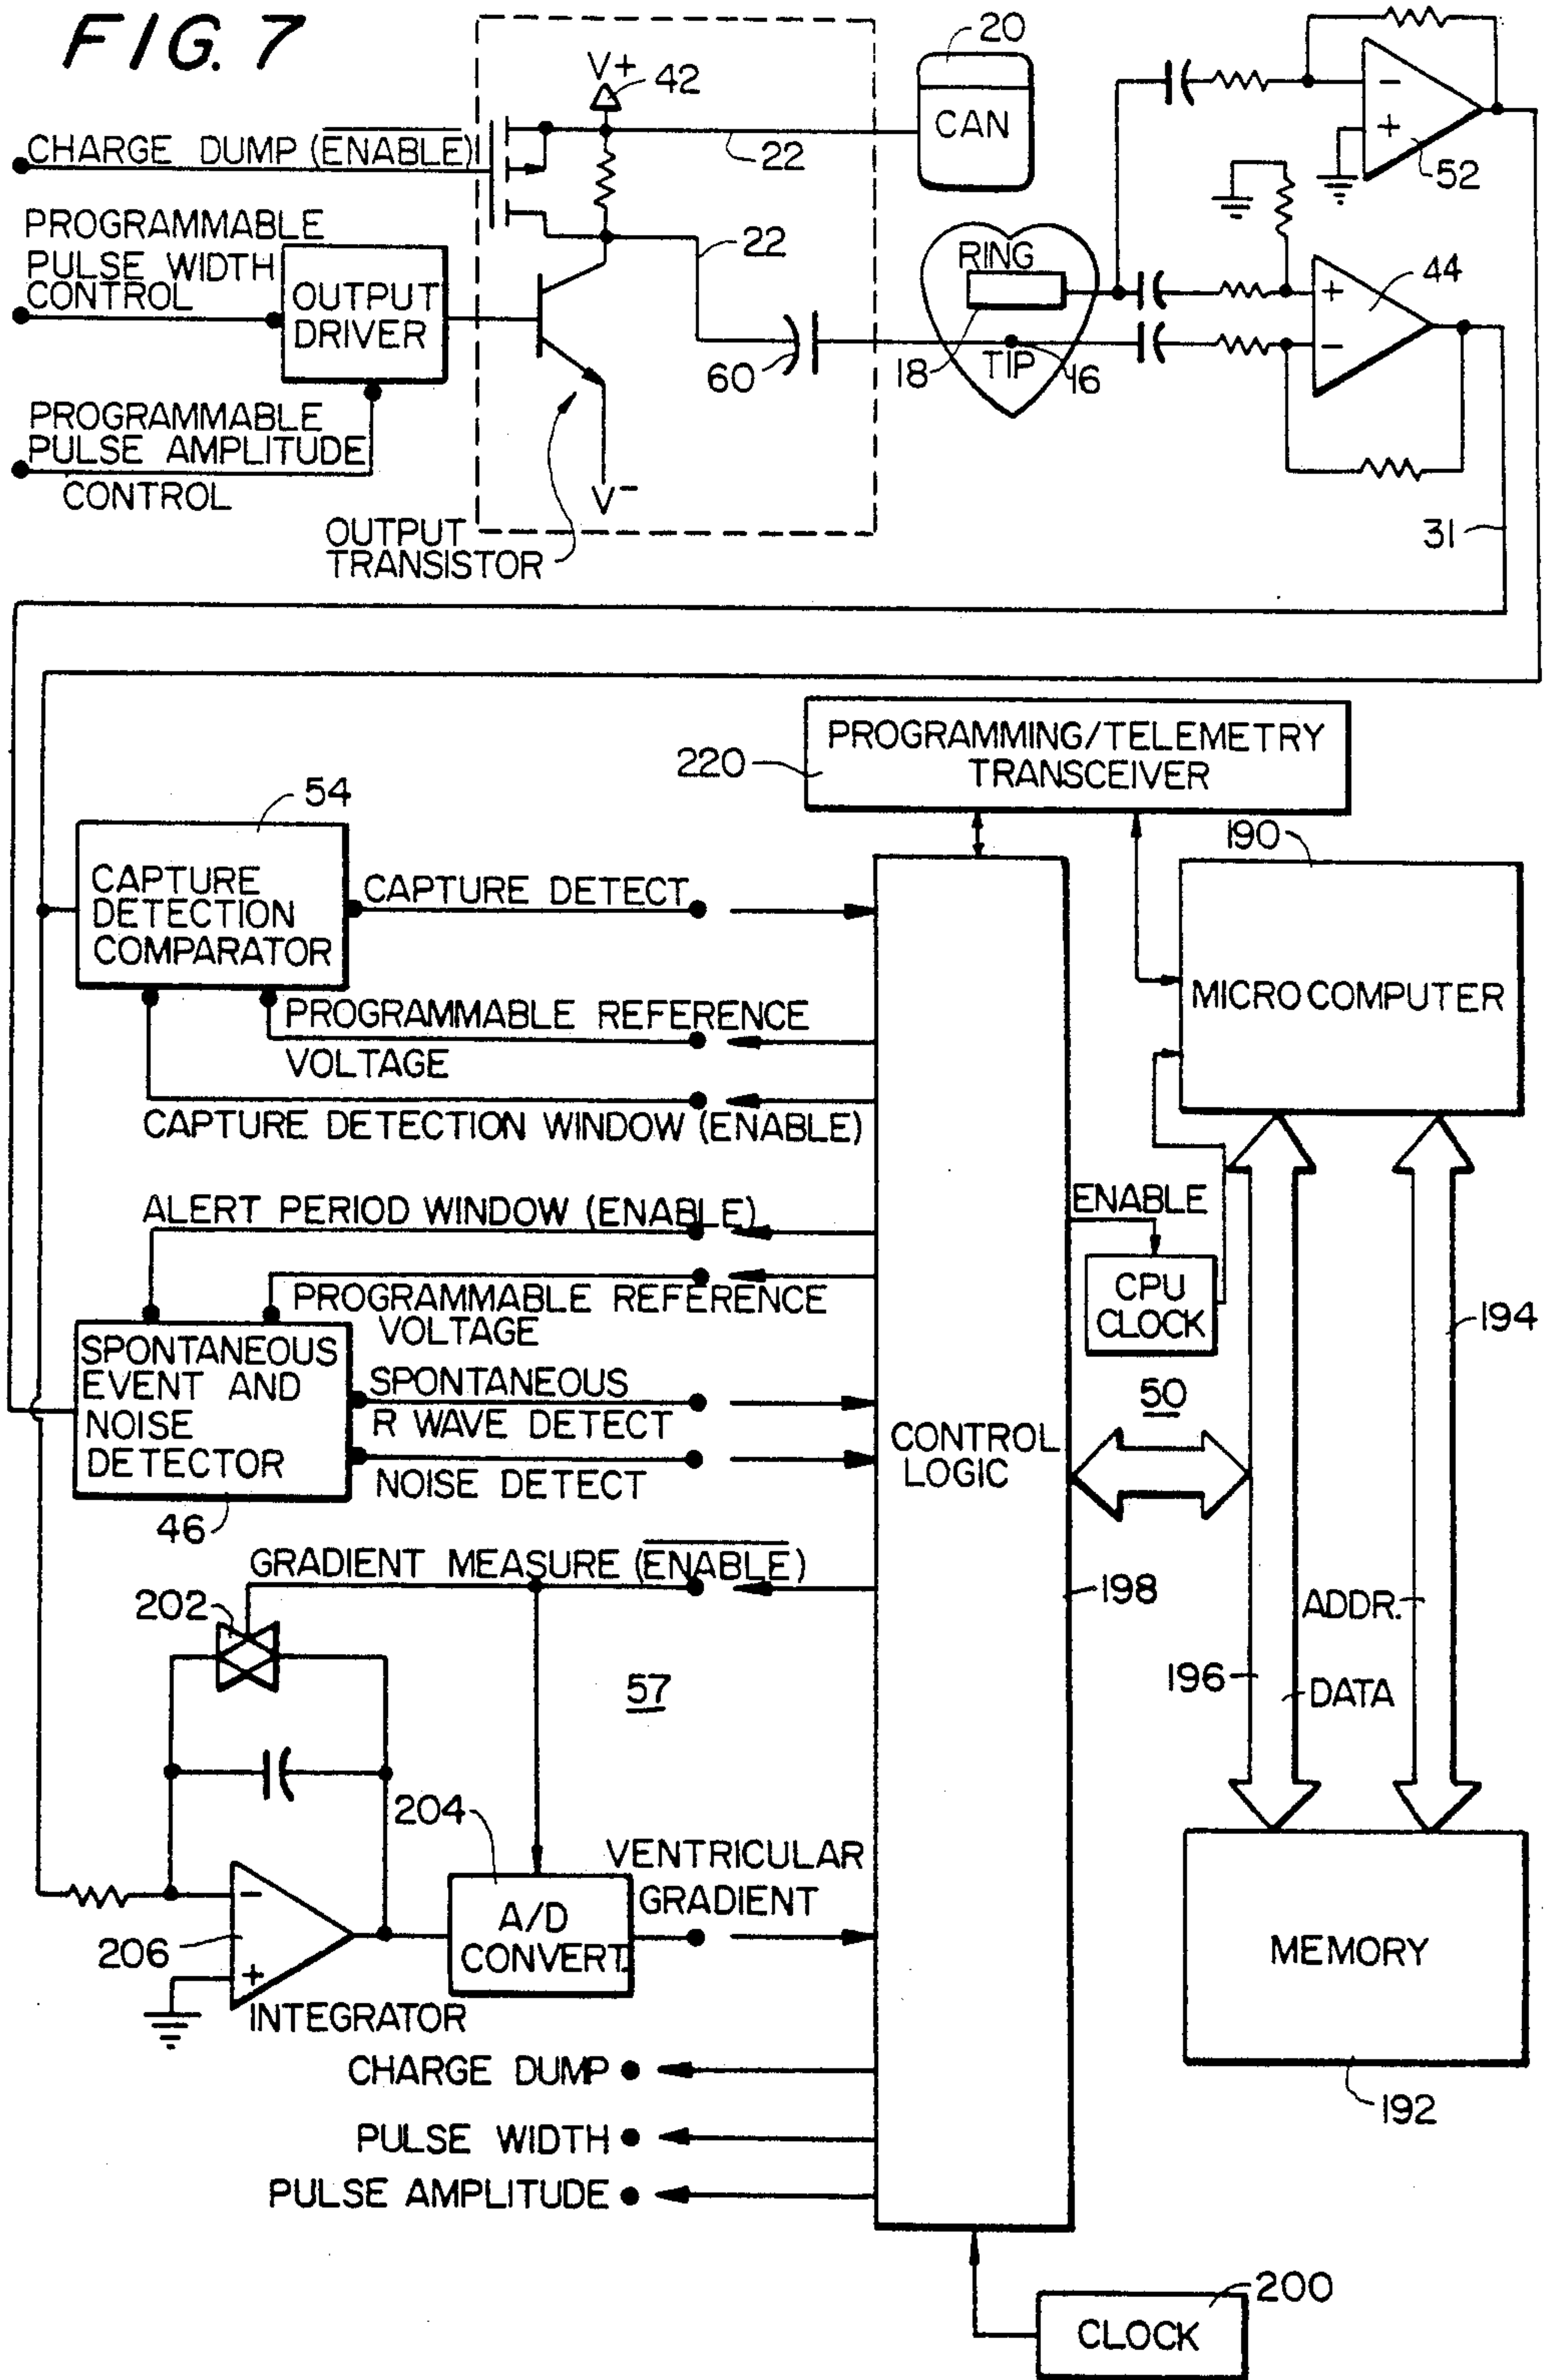 FIG. 7
V+
42
20
CAN
CHARGE DUMP (ENABLE)
22
-
+
52
PROGRAMMABLE
PULSE WIDTH
CONTROL
OUTPUT
DRIVER
22
RING
+
44
-
60
18
TIP
16
PROGRAMMABLE
PULSE AMPLITUDE
CONTROL
V-
OUTPUT
TRANSISTOR
31
220
PROGRAMMING/TELEMETRY
TRANSCEIVER
54
190
CAPTURE
DETECTION
COMPARATOR
CAPTURE DETECT
MICROCOMPUTER
PROGRAMMABLE REFERENCE
VOLTAGE
CAPTURE DETECTION WINDOW (ENABLE)
ALERT PERIOD WINDOW (ENABLE)
ENABLE
CPU
CLOCK
PROGRAMMABLE REFERENCE
VOLTAGE
194
SPONTANEOUS
EVENT AND
NOISE
DETECTOR
SPONTANEOUS
R WAVE DETECT
50
CONTROL
LOGIC
NOISE DETECT
46
GRADIENT MEASURE (ENABLE)
202
198
ADDR.
57
196
DATA
204
VENTRICULAR
GRADIENT
-
206
+
A/D
CONVERT.
MEMORY
INTEGRATOR
CHARGE DUMP
192
PULSE WIDTH
PULSE AMPLITUDE
200
CLOCK